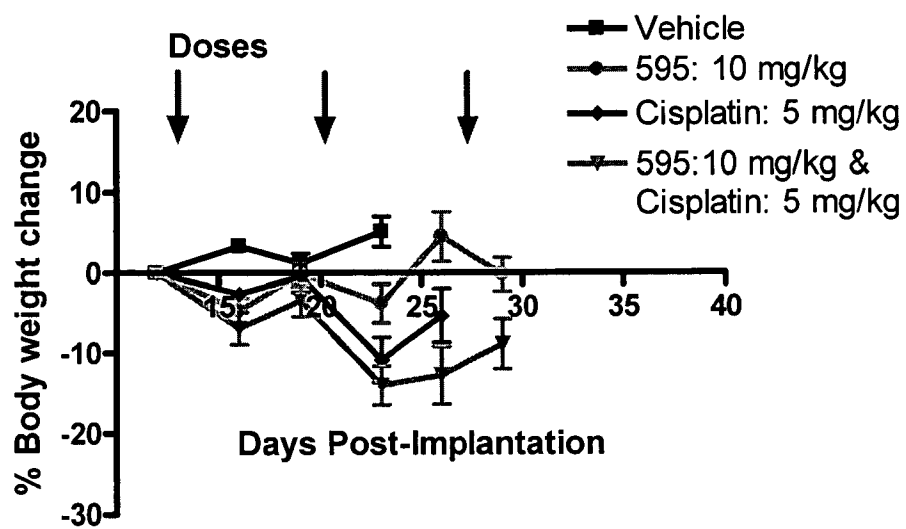 Doses
Vehicle
595: 10 mg/kg
Cisplatin: 5 mg/kg
595:10 mg/kg &
Cisplatin: 5 mg/kg
% Body weight change
20
10
0
-10
-20
-30
15
20
25
30
35
40
Days Post-Implantation